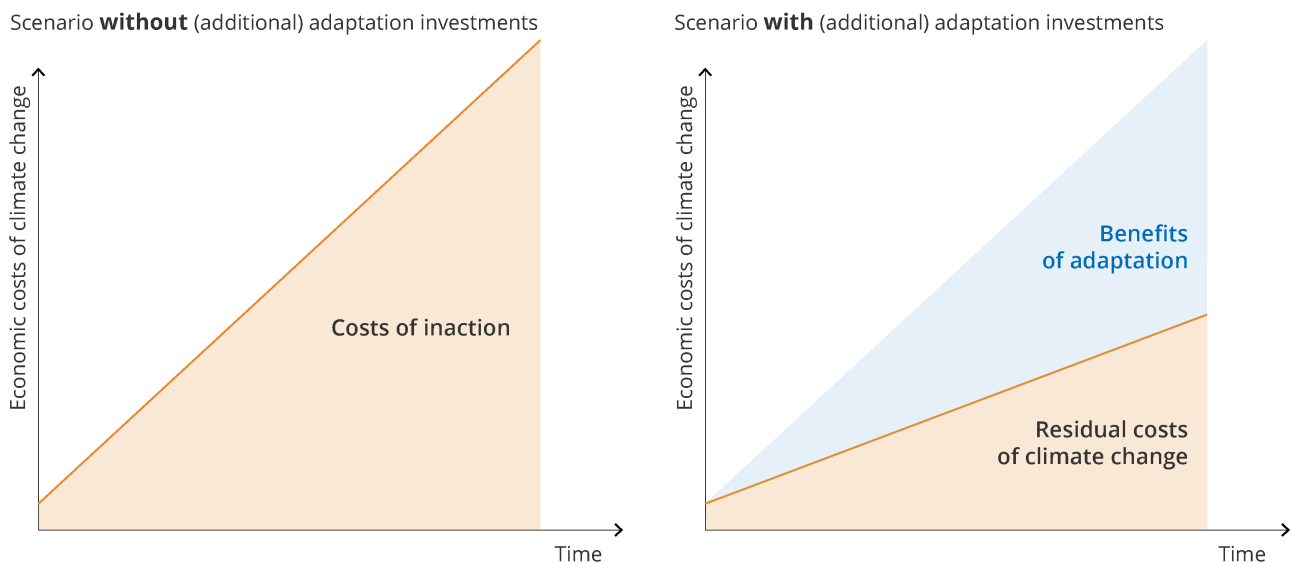 Scenario without (additional) adaptation investments
Economic costs of climate change
Costs of inaction
Time
Scenario with (additional) adaptation investments
Economic costs of climate change
Benefits
of adaptation
Residual costs
of climate change
Time